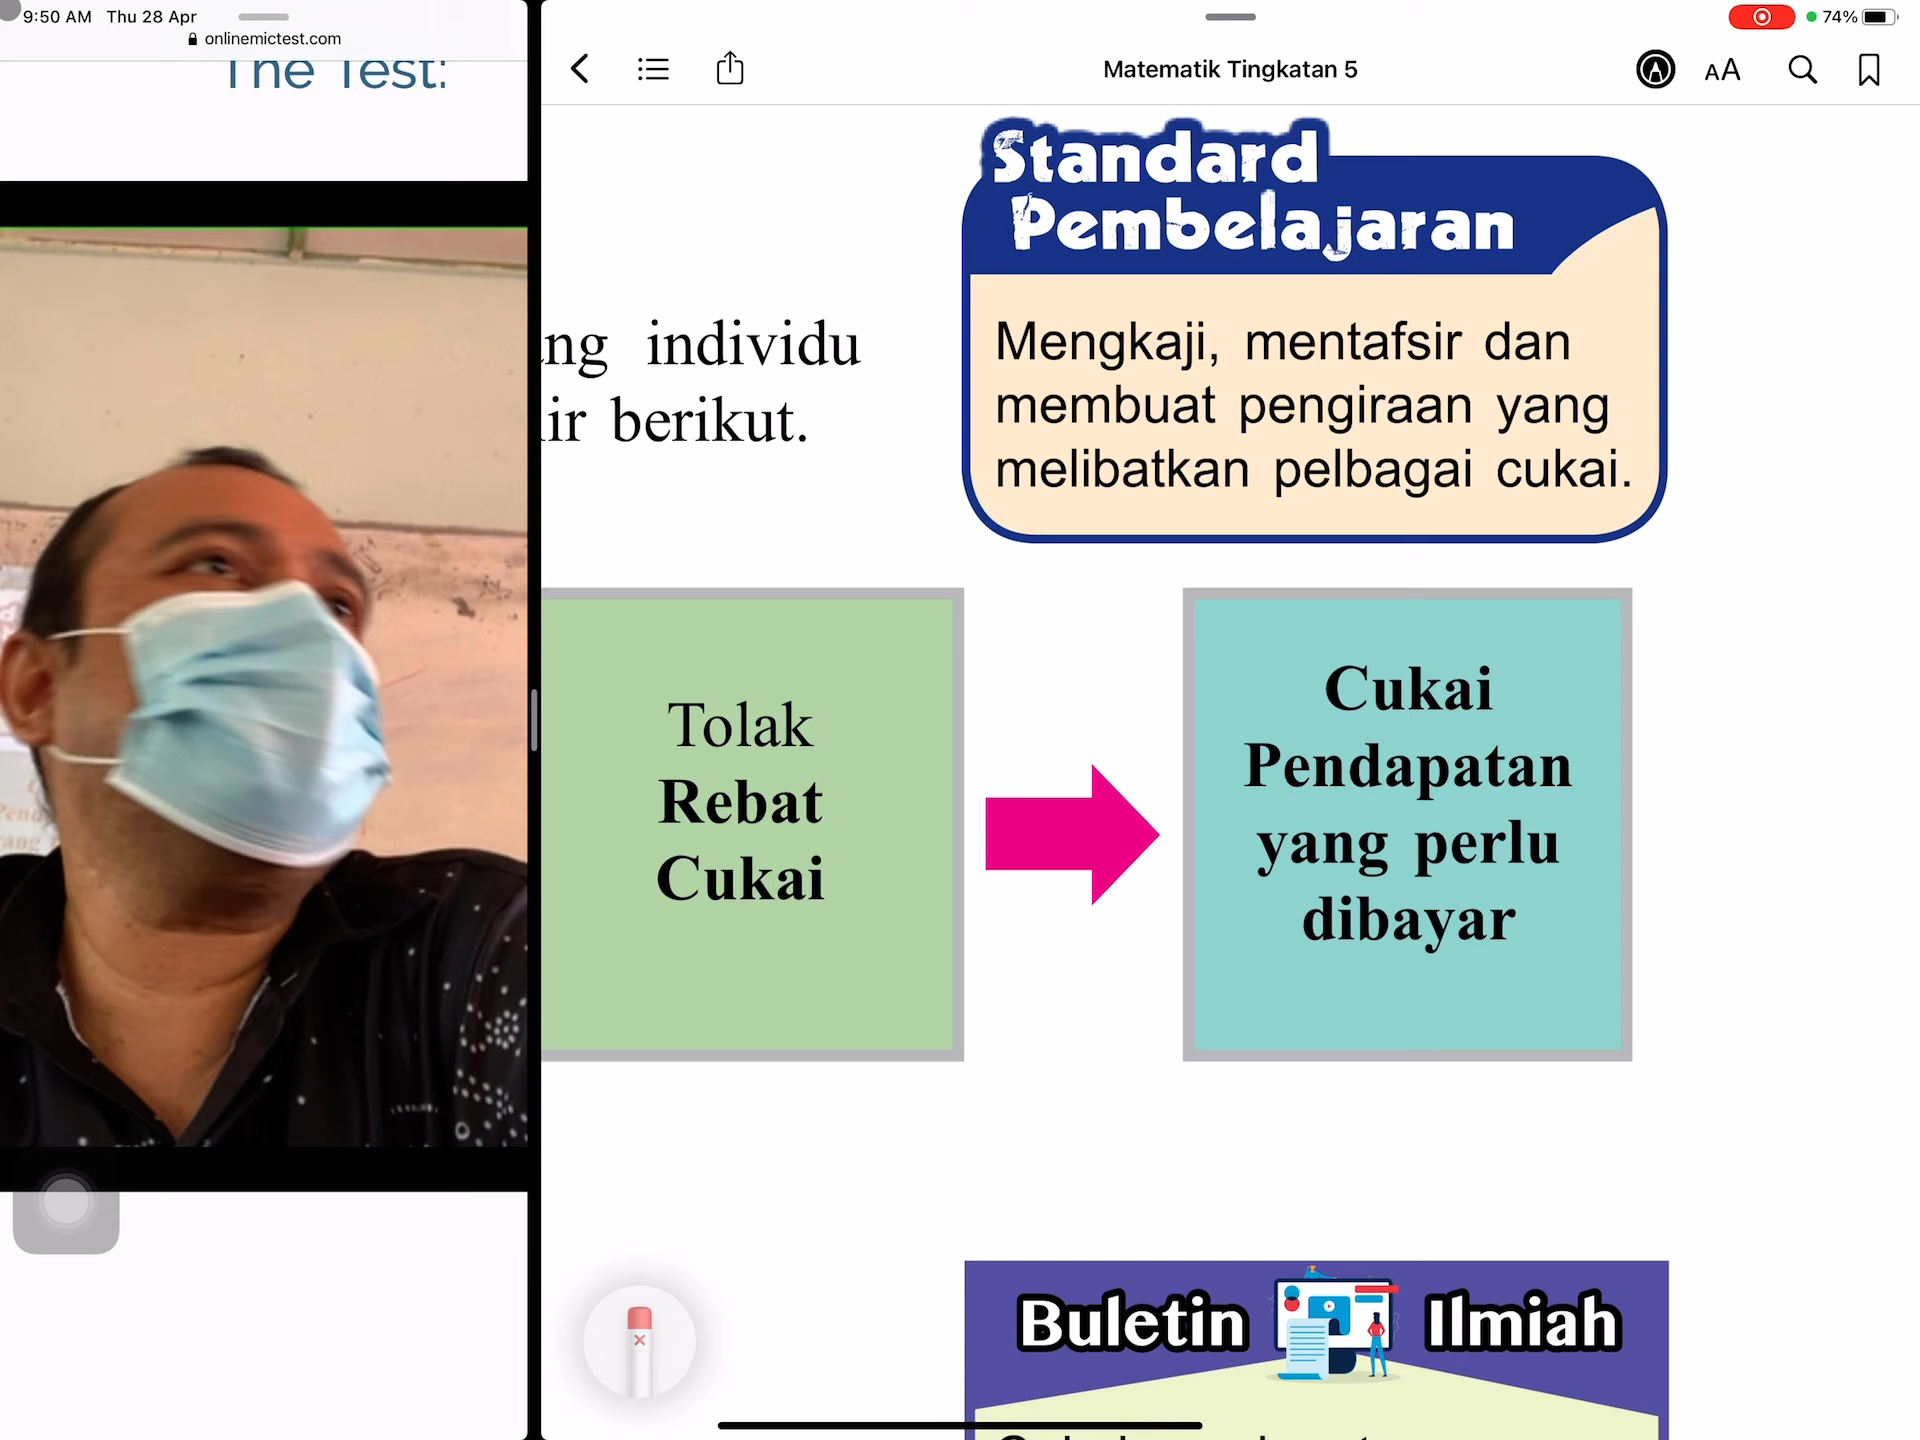 9:50 AM Thu 28 Apr
onlinemictest.com
The Test:
74%
Matematik Tingkatan 5
AA
Standard
Pembelajaran
Mengkaji, mentafsir dan
membuat pengiraan yang
melibatkan pelbagai cukai.
ng individu
ir berikut.
Tolak
Rebat
Cukai
Cukai
Pendapatan
yang perlu
dibayar
Buletin Ilmiah